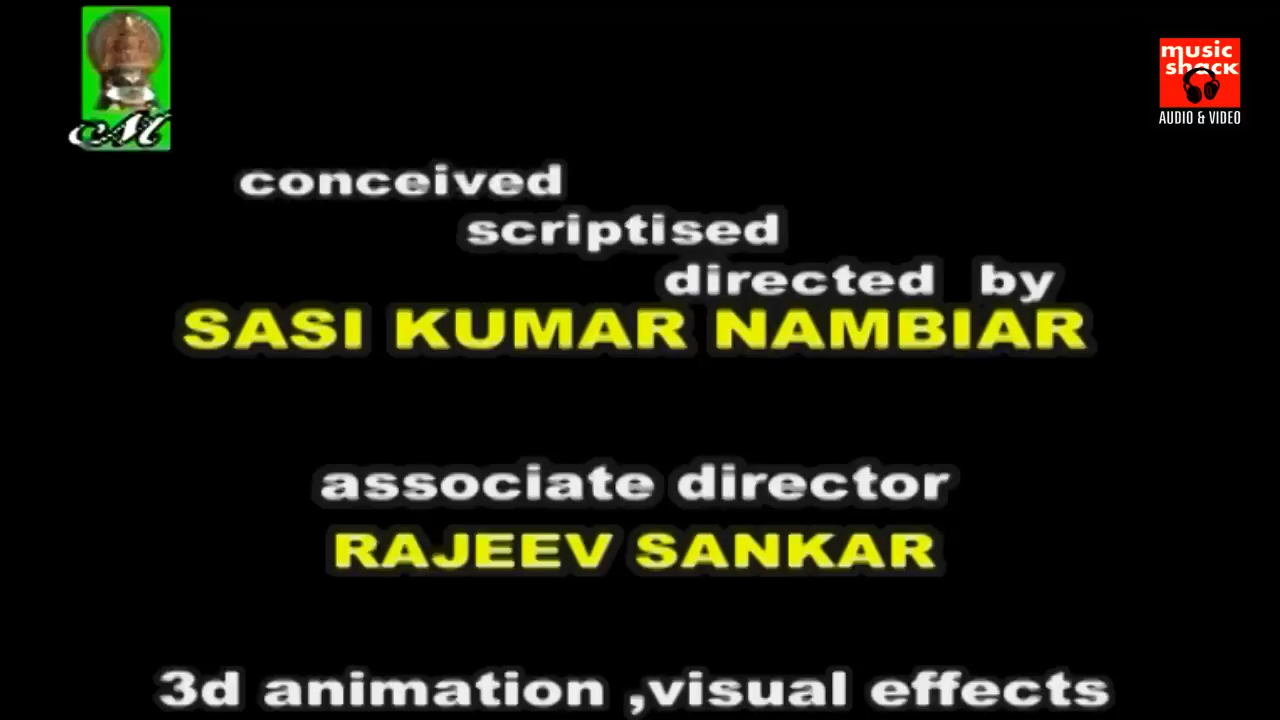 music
shack
AUDIO & VIDEO
CM
conceived
scriptised
directed by
SASI KUMAR NAMBIAR
associate director
RAJEEV SANKAR
3d animation ,visual effects